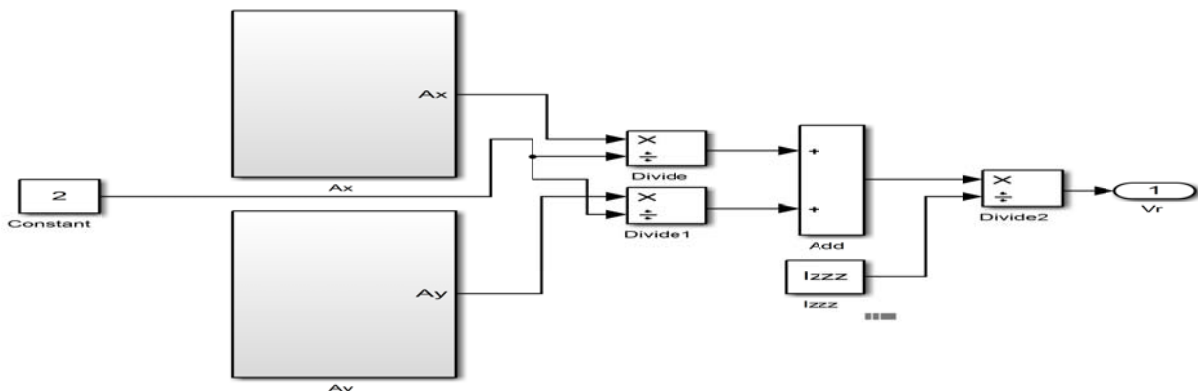 Ax
Ax
2
Constant
Ay
Ay
×
÷
Divide
×
÷
Divide1
+
+
Add
Izzz
Izzz
×
÷
Divide2
1
Vr